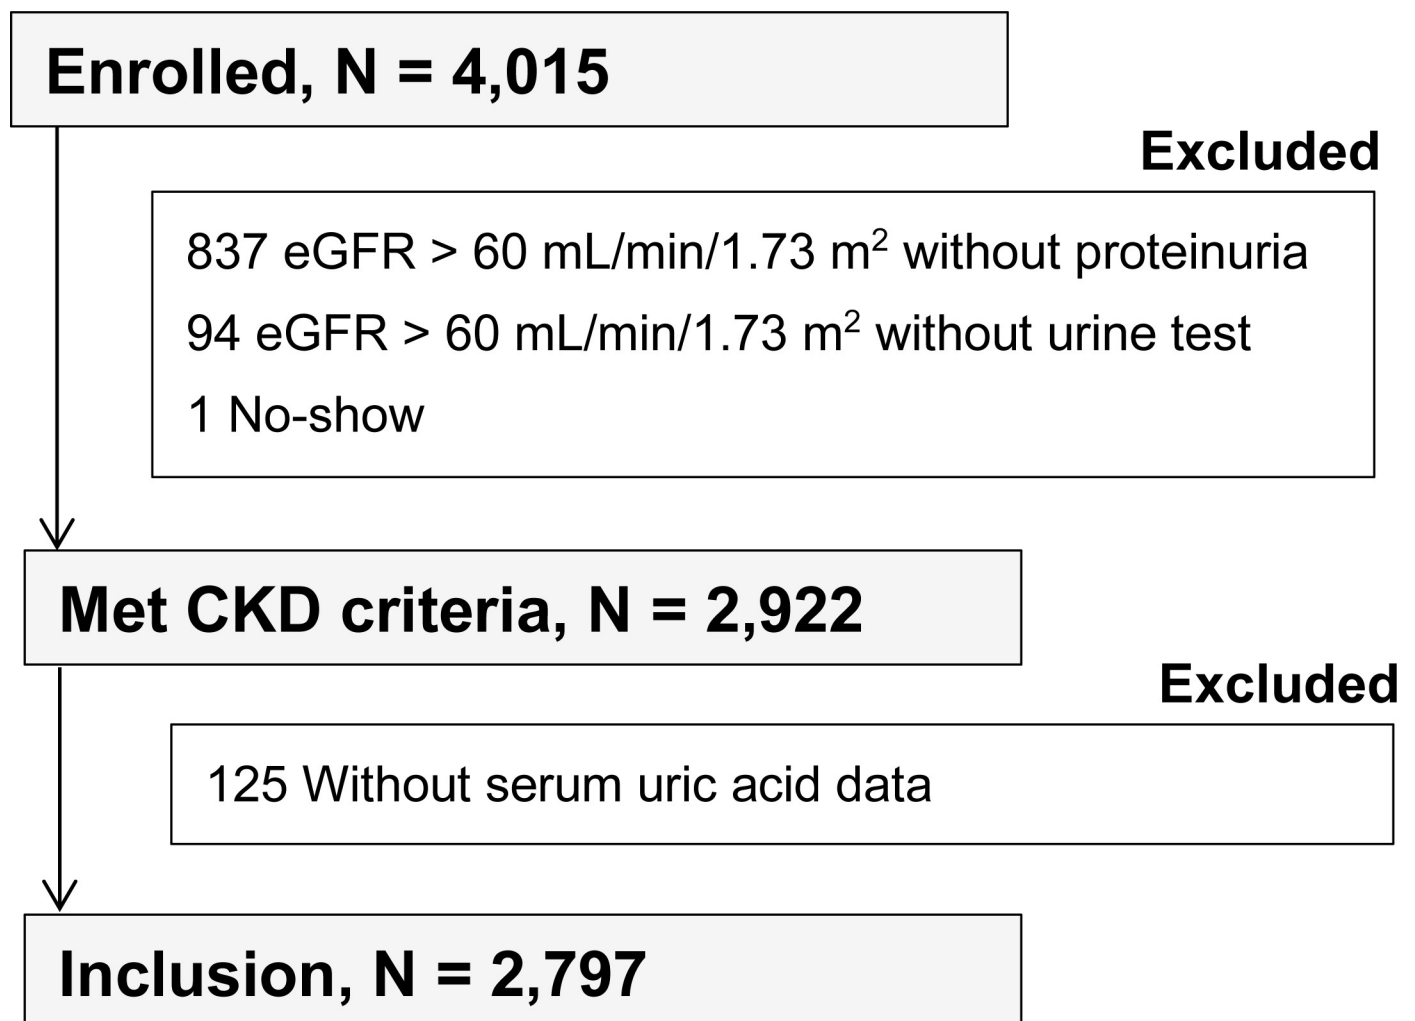 Enrolled, N = 4,015
Excluded
837 eGFR > 60 mL/min/1.73 m² without proteinuria
94 eGFR > 60 mL/min/1.73 m² without urine test
1 No-show
Met CKD criteria, N = 2,922
Excluded
125 Without serum uric acid data
Inclusion, N = 2,797